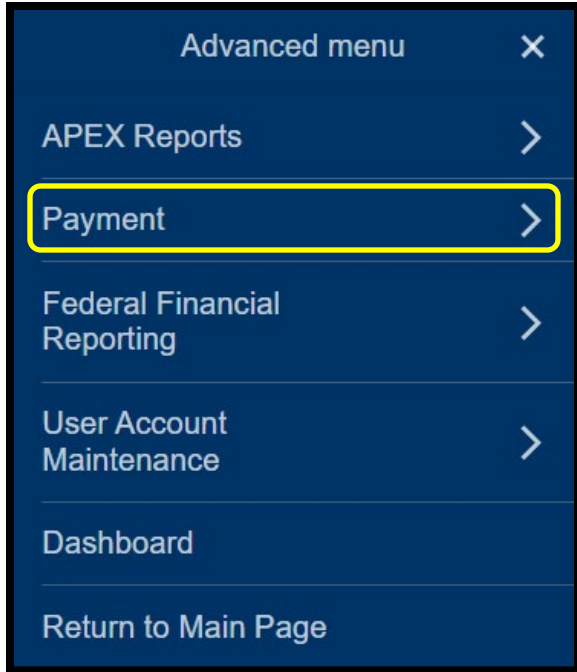 Advanced menu
APEX Reports
Payment
Federal Financial
Reporting
User Account
Maintenance
Dashboard
Return to Main Page